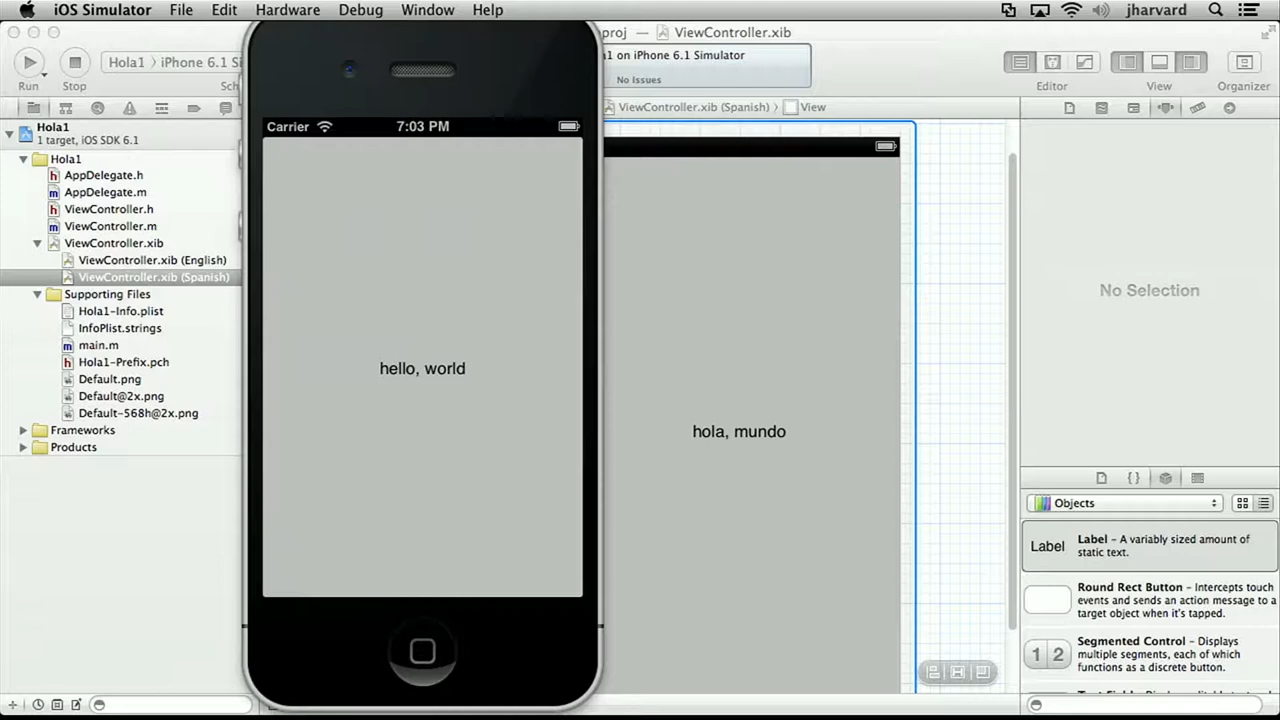 iOS Simulator File Edit Hardware Debug Window Help jharvard
proj — ViewController.xib
Hola1 iPhone 6.1 Si
1 on iPhone 6.1 Simulator
No Issues
Run Stop Sch Editor View Organizer
ViewController.xib (Spanish) View
Hola1
1 target, iOS SDK 6.1
Hola1
AppDelegate.h
AppDelegate.m
ViewController.h
ViewController.m
ViewController.xib
ViewController.xib (English)
ViewController.xib (Spanish)
Supporting Files
Hola1-Info.plist
InfoPlist.strings
main.m
Hola1-Prefix.pch
Default.png
Default@2x.png
Default-568h@2x.png
Frameworks
Products
Carrier 7:03 PM
hello, world
hola, mundo
No Selection
Objects
Label
Label – A variably sized amount of
static text.
Round Rect Button – Intercepts touch
events and sends an action message to a
target object when it's tapped.
1 2
Segmented Control – Displays
multiple segments, each of which
functions as a discrete button.